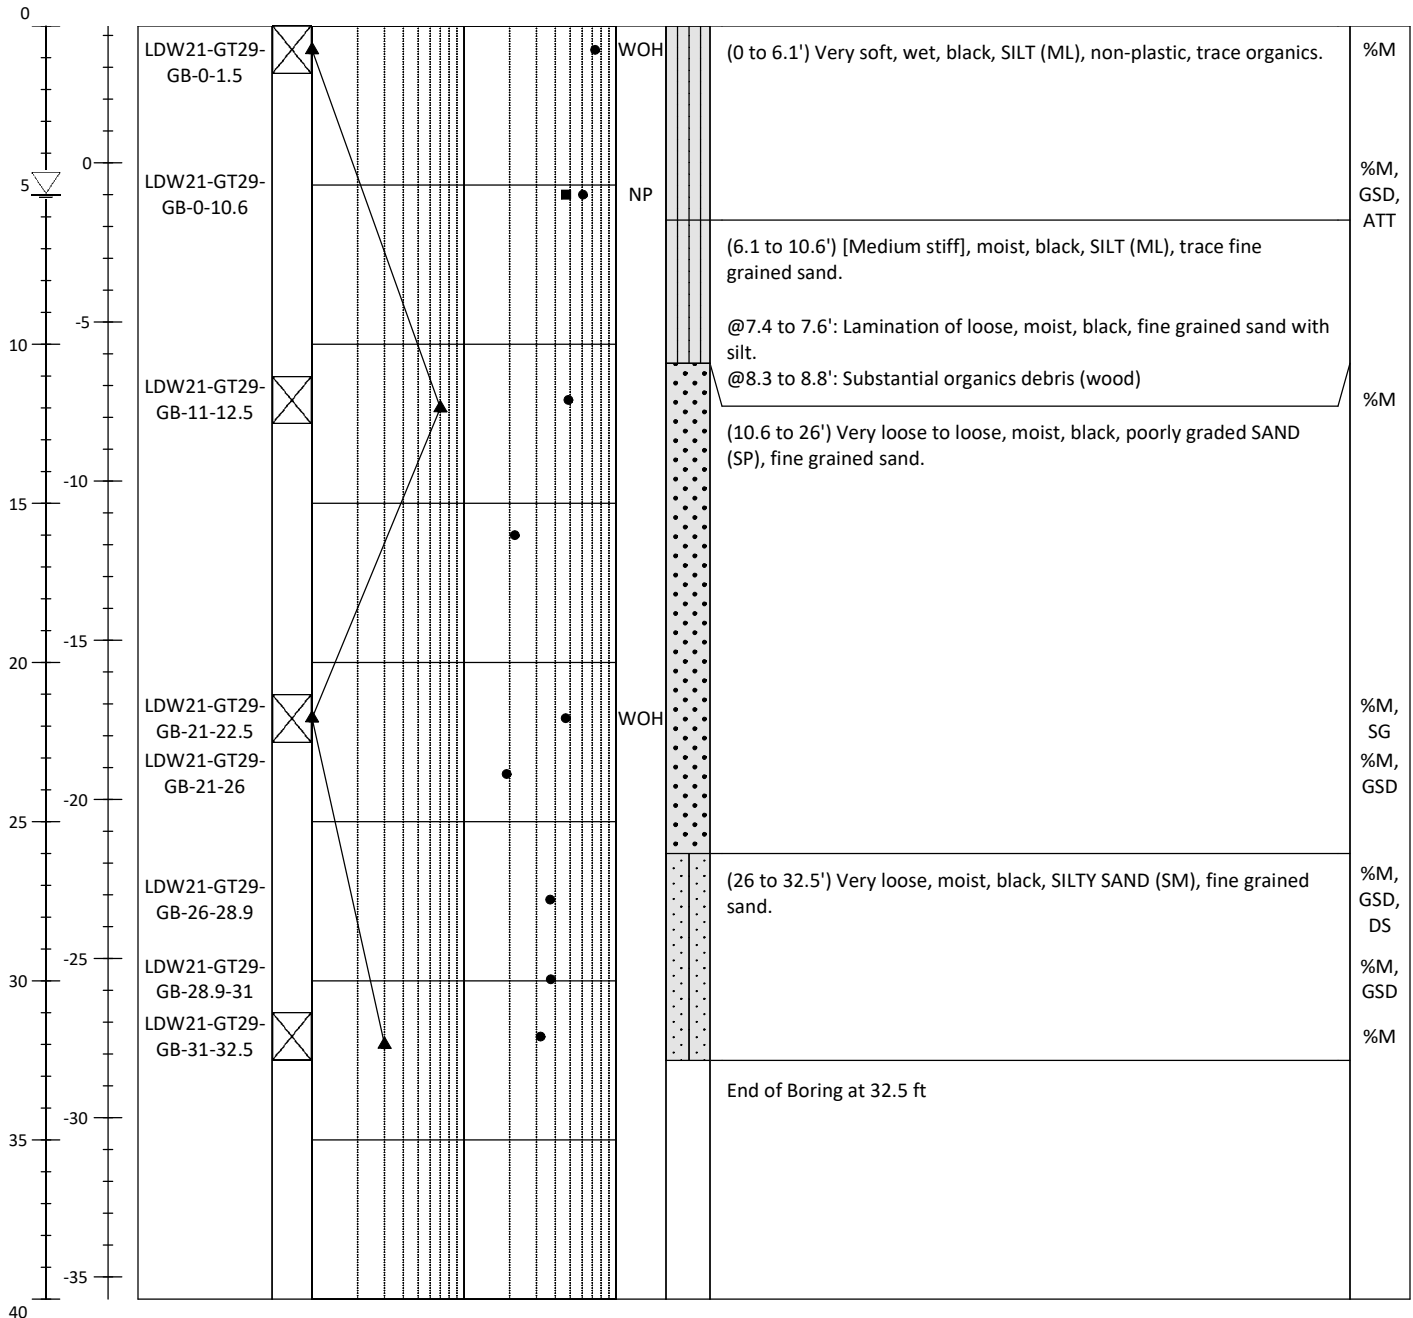 0
LDW21-GT29-
GB-0-1.5
WOH
(0 to 6.1') Very soft, wet, black, SILT (ML), non-plastic, trace organics.
%M
0
5
LDW21-GT29-
GB-0-10.6
NP
%M,
GSD,
ATT
(6.1 to 10.6') [Medium stiff], moist, black, SILT (ML), trace fine
grained sand.
-5
@7.4 to 7.6': Lamination of loose, moist, black, fine grained sand with
silt.
10
@8.3 to 8.8': Substantial organics debris (wood)
LDW21-GT29-
GB-11-12.5
%M
(10.6 to 26') Very loose to loose, moist, black, poorly graded SAND
(SP), fine grained sand.
-10
15
-15
20
LDW21-GT29-
GB-21-22.5
WOH
%M,
SG
LDW21-GT29-
GB-21-26
%M,
GSD
-20
25
LDW21-GT29-
GB-26-28.9
(26 to 32.5') Very loose, moist, black, SILTY SAND (SM), fine grained
sand.
%M,
GSD,
DS
-25
30
LDW21-GT29-
GB-28.9-31
%M,
GSD
LDW21-GT29-
GB-31-32.5
%M
End of Boring at 32.5 ft
-30
35
-35
40